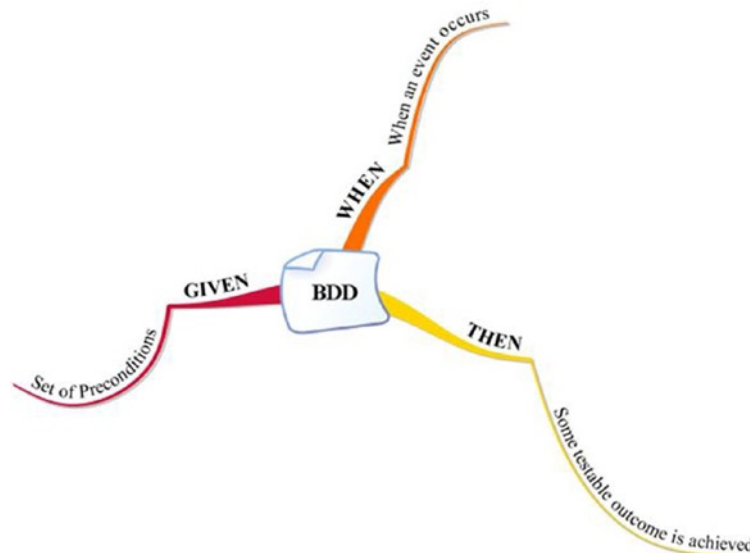 When an event occurs
WHEN
BDD
GIVEN
Set of Preconditions
THEN
Some testable outcome is achieved